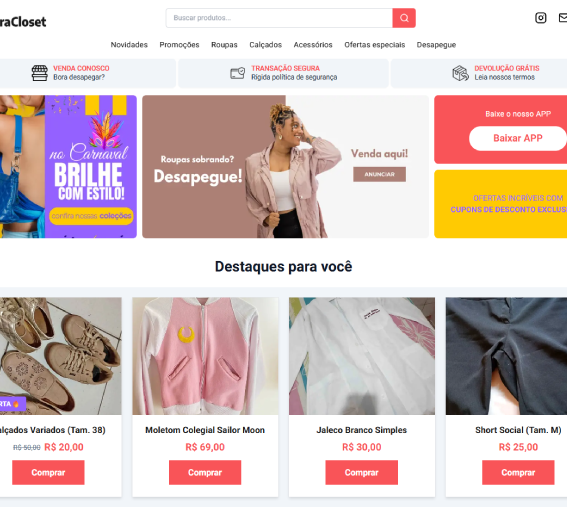 raCloset
Buscar produtos...
Novidades Promoções Roupas Calçados Acessórios Ofertas especiais Desapegue
VENDA CONOSCO
Bora desapegar?
TRANSAÇÃO SEGURA
Rígida política de segurança
DEVOLUÇÃO GRÁTIS
Leia nossos termos
no Carnaval
BRILHE
COM ESTILO!
confira nossas coleções
Roupas sobrando?
Desapegue!
Venda aqui!
ANUNCIAR
Baixe o nosso APP
Baixar APP
OFERTAS INCRÍVEIS COM
CUPONS DE DESCONTO EXCLUS
Destaques para você
RTA
lçados Variados (Tam. 38)
R$ 50,00 R$ 20,00
Comprar
Moletom Colegial Sailor Moon
R$ 69,00
Comprar
Jaleco Branco Simples
R$ 30,00
Comprar
Short Social (Tam. M)
R$ 25,00
Comprar